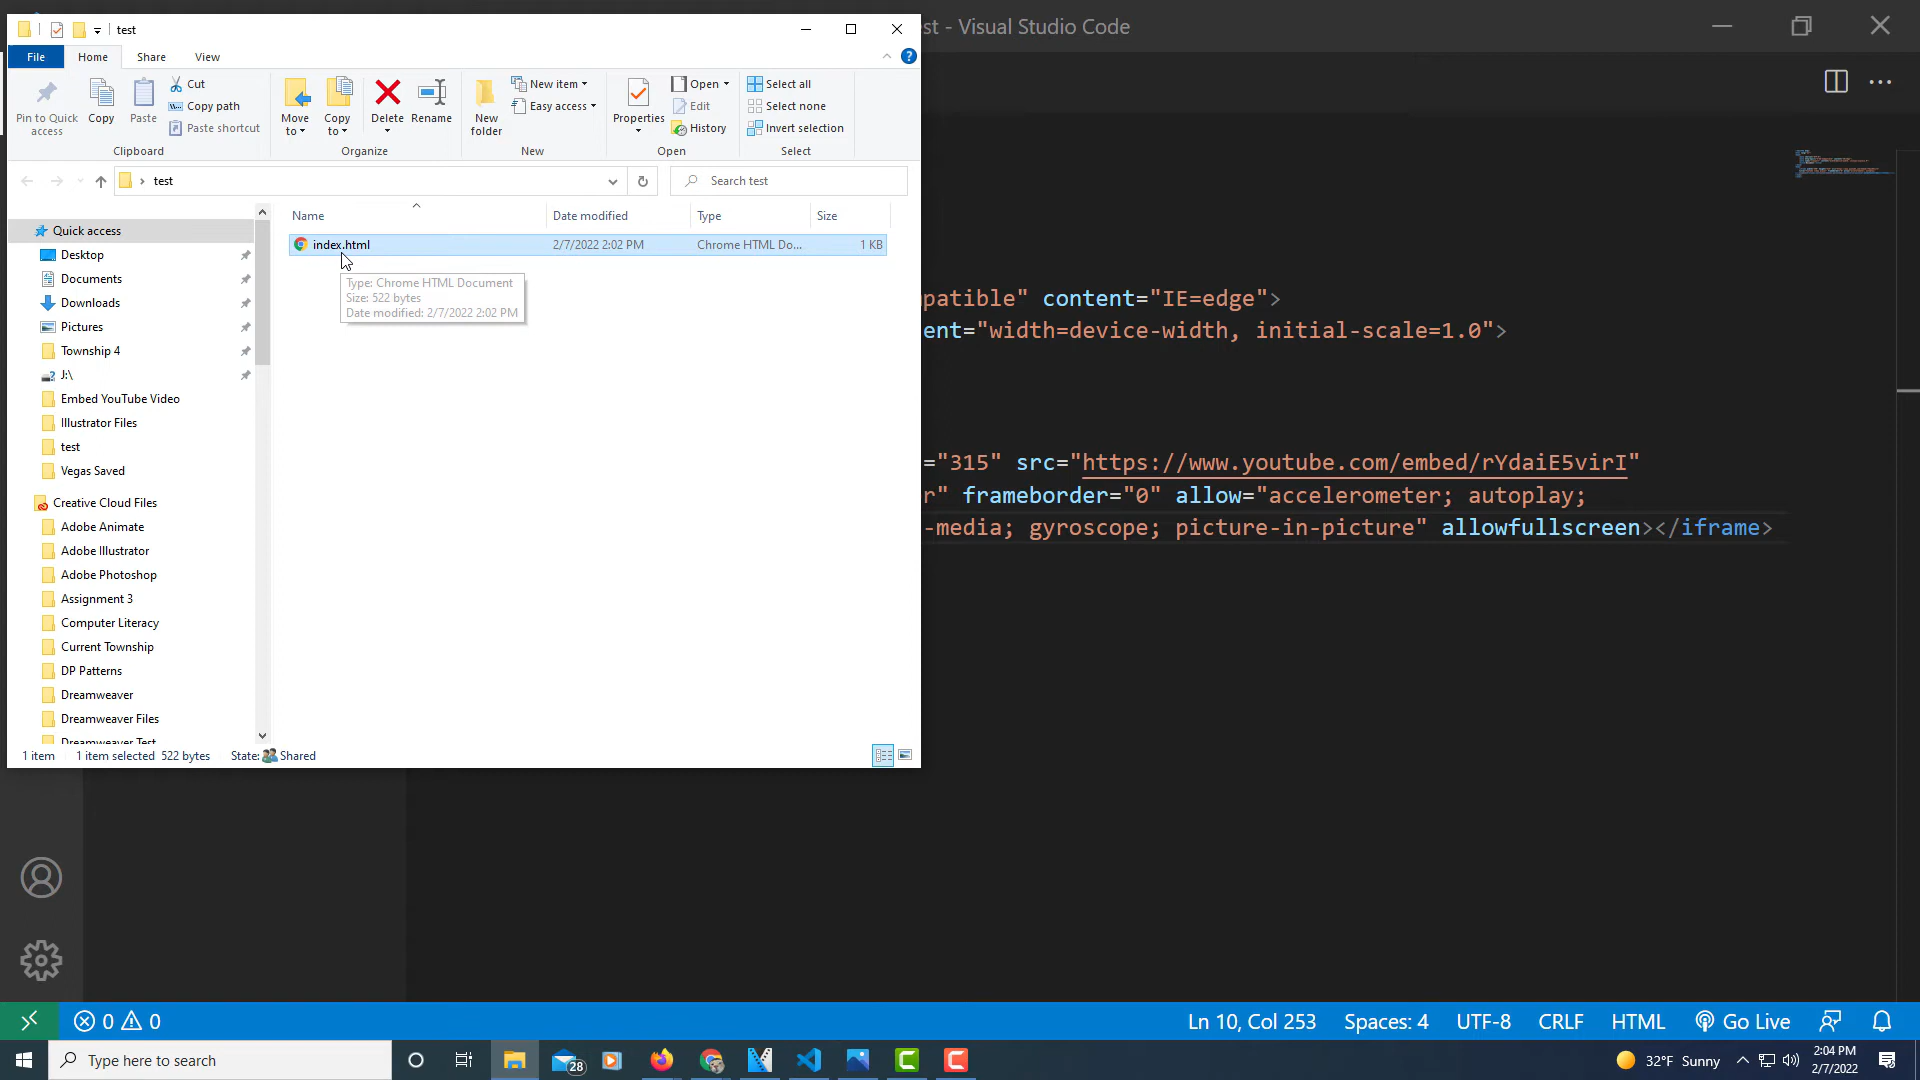 test
st - Visual Studio Code
File Home Share View
Pin to Quick access
Copy
Paste
Cut
Copy path
Paste shortcut
Clipboard
Move to
Copy to
Delete
Rename
Organize
New folder
New item
Easy access
New
Properties
Open
Edit
History
Open
Select all
Select none
Invert selection
Select
test
Search test
Name Date modified Type Size
index.html 2/7/2022 2:02 PM Chrome HTML Do... 1 KB
Type: Chrome HTML Document
Size: 522 bytes
Date modified: 2/7/2022 2:02 PM
Quick access
Desktop
Documents
Downloads
Pictures
Township 4
J:\
Embed YouTube Video
Illustrator Files
test
Vegas Saved
Creative Cloud Files
Adobe Animate
Adobe Illustrator
Adobe Photoshop
Assignment 3
Computer Literacy
Current Township
DP Patterns
Dreamweaver
Dreamweaver Files
Dreamweaver Test
1 item 1 item selected 522 bytes State: Shared
patible" content="IE=edge">
ent="width=device-width, initial-scale=1.0">
="315" src="https://www.youtube.com/embed/rYdaiE5virI"
r" frameborder="0" allow="accelerometer; autoplay;
-media; gyroscope; picture-in-picture" allowfullscreen></iframe>
0 0
Ln 10, Col 253 Spaces: 4 UTF-8 CRLF HTML Go Live
Type here to search
28
32°F Sunny
2:04 PM
2/7/2022